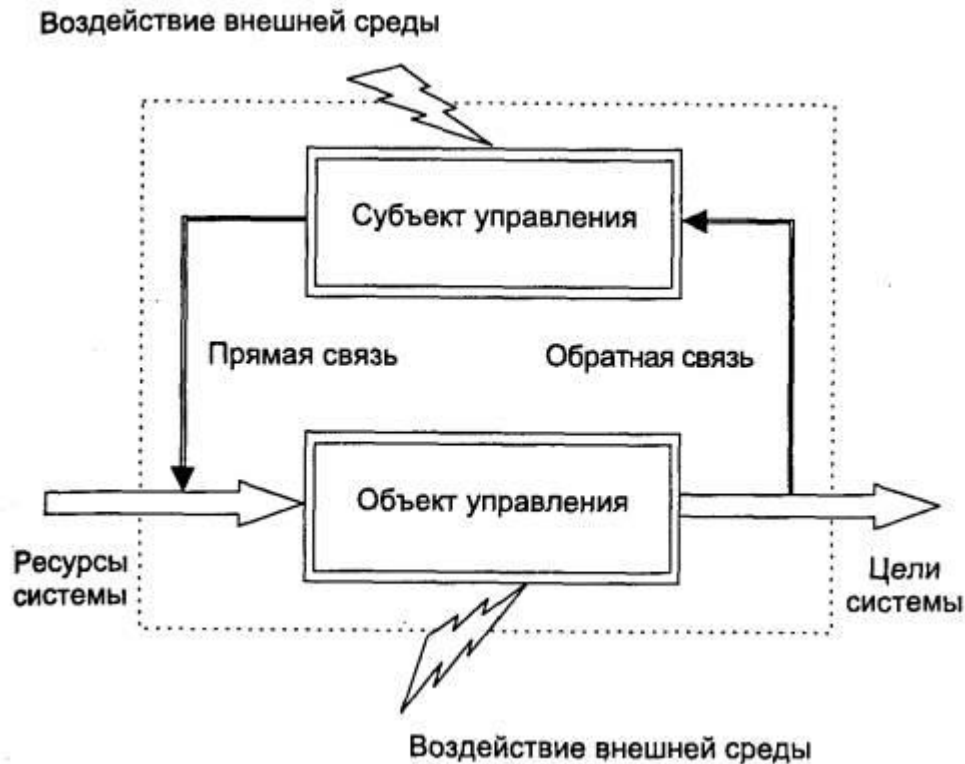 Воздействие внешней среды
Субъект управления
Прямая связь
Обратная связь
Объект управления
Ресурсы
системы
Цели
системы
Воздействие внешней среды